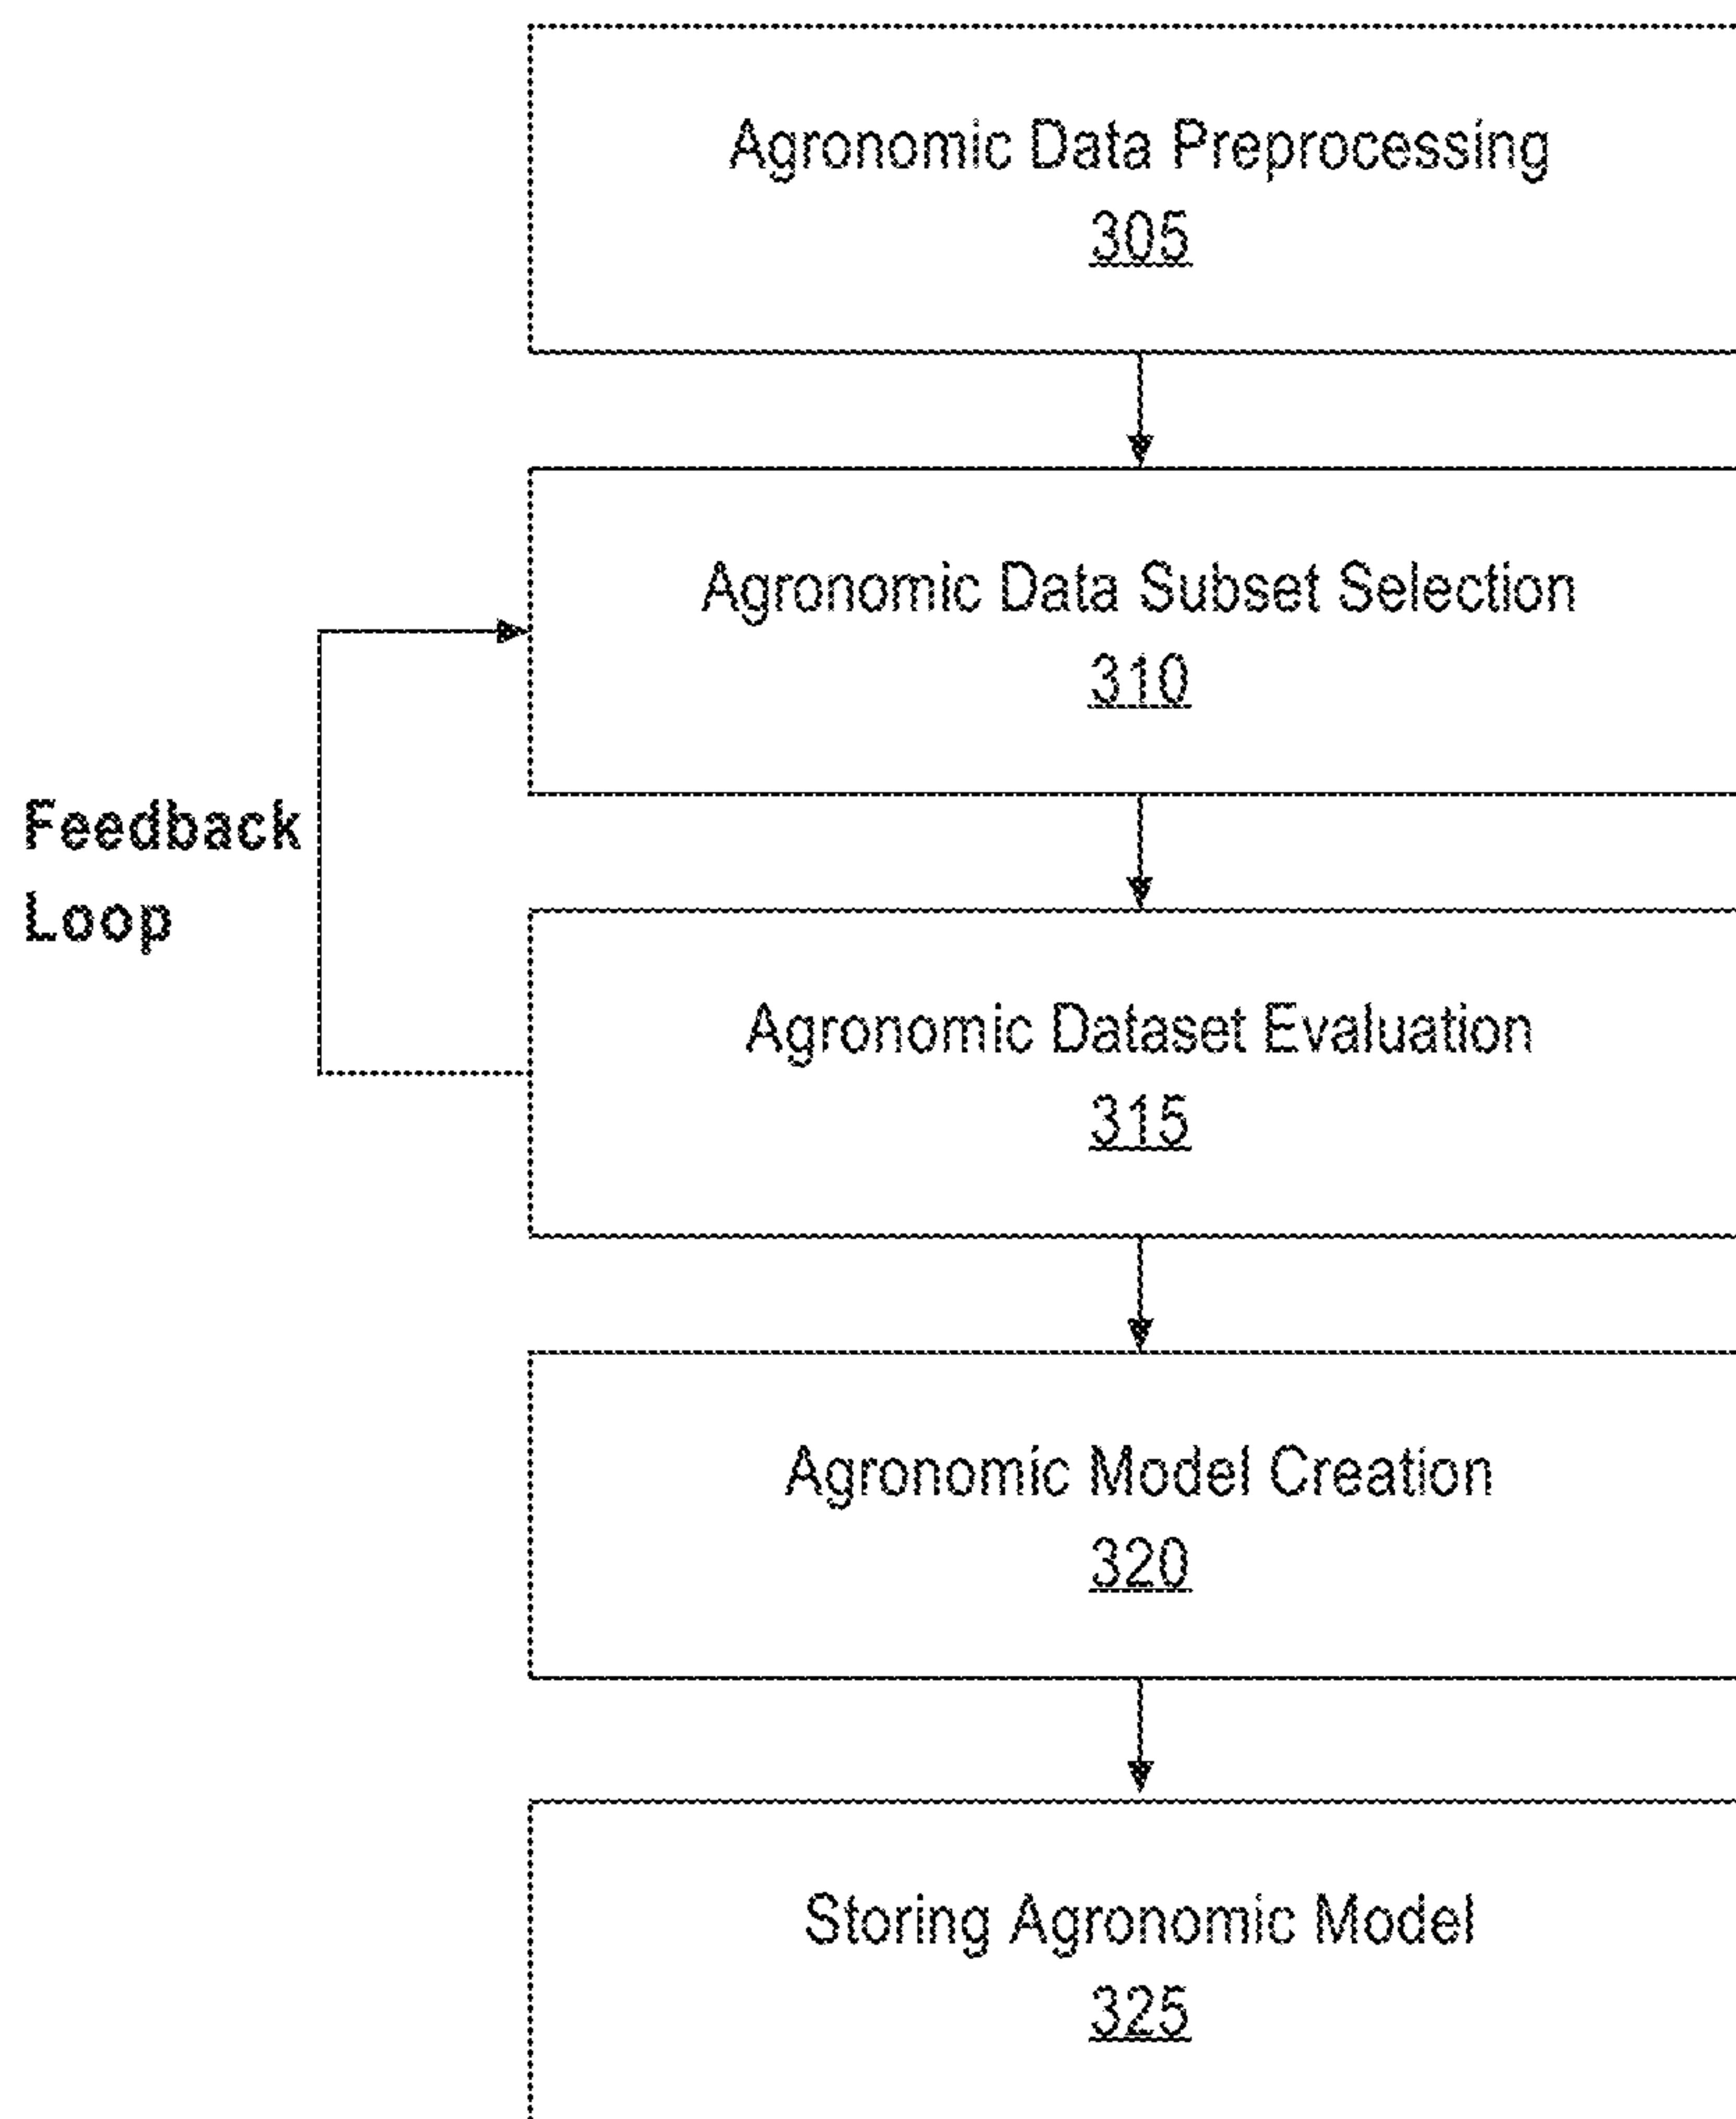 Agronomic Data Preprocessing
305
Agronomic Data Subset Selection
310
Feedback
Loop
Agronomic Dataset Evaluation
315
Agronomic Model Creation
320
Storing Agronomic Model
325